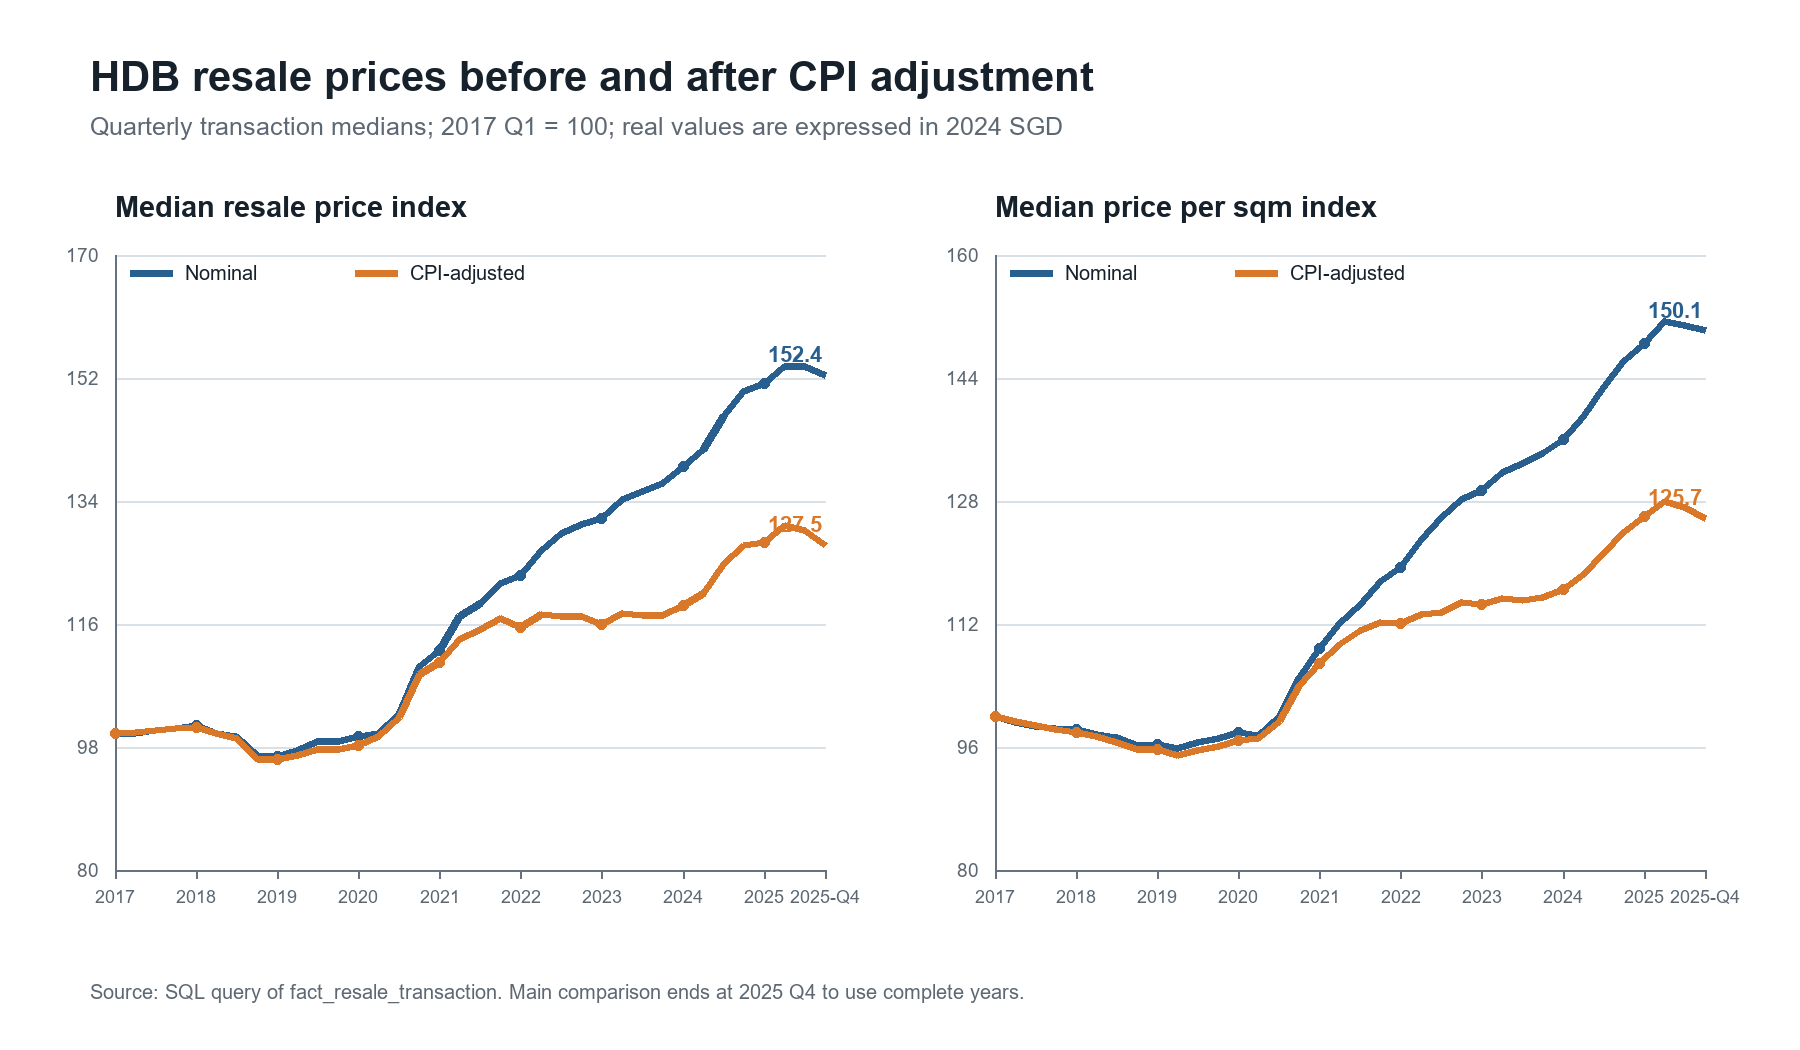 HDB resale prices before and after CPI adjustment
Quarterly transaction medians; 2017 Q1 = 100; real values are expressed in 2024 SGD
Median resale price index
170
Nominal
CPI-adjusted
152.4
152
134
127.5
116
98
80
2017 2018 2019 2020 2021 2022 2023 2024 2025 2025-Q4
Median price per sqm index
160
Nominal
CPI-adjusted
150.1
144
128
125.7
112
96
80
2017 2018 2019 2020 2021 2022 2023 2024 2025 2025-Q4
Source: SQL query of fact_resale_transaction. Main comparison ends at 2025 Q4 to use complete years.